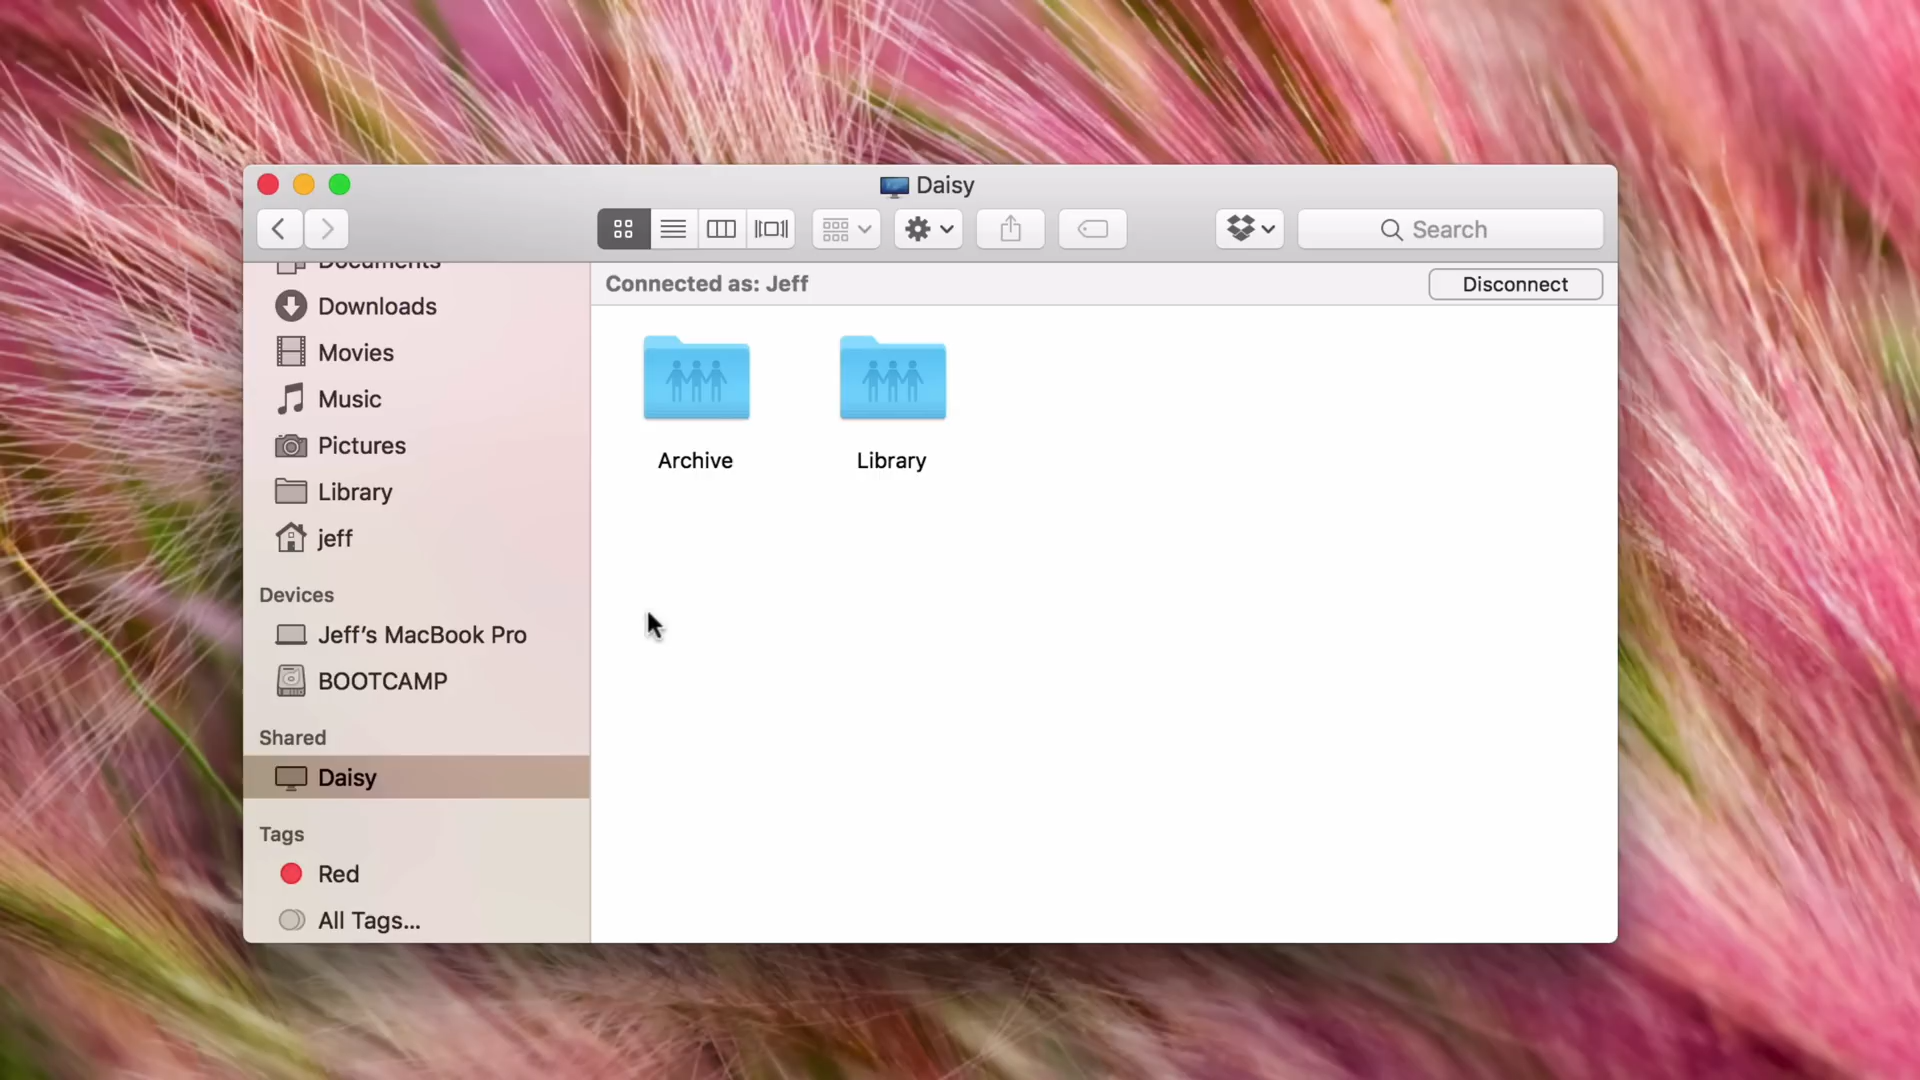 Daisy
Search
Documents
Downloads
Movies
Music
Pictures
Library
jeff
Devices
Jeff’s MacBook Pro
BOOTCAMP
Shared
Daisy
Tags
Red
All Tags...
Connected as: Jeff
Disconnect
Archive
Library